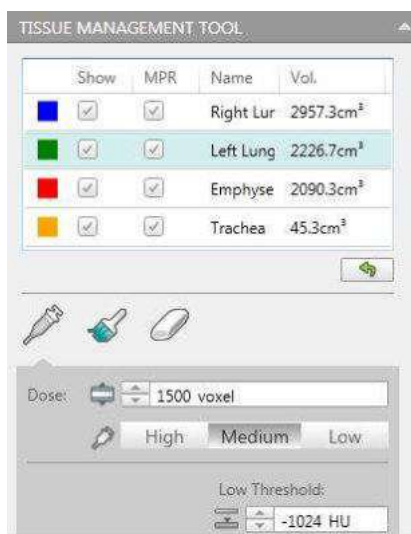 TISSUE MANAGEMENT TOOL
Show MPR Name Vol.
Right Lur 2957.3cm³
Left Lung 2226.7cm³
Emphyse 2090.3cm³
Trachea 45.3cm³
Dose: 1500 voxel
High Medium Low
Low Threshold:
-1024 HU